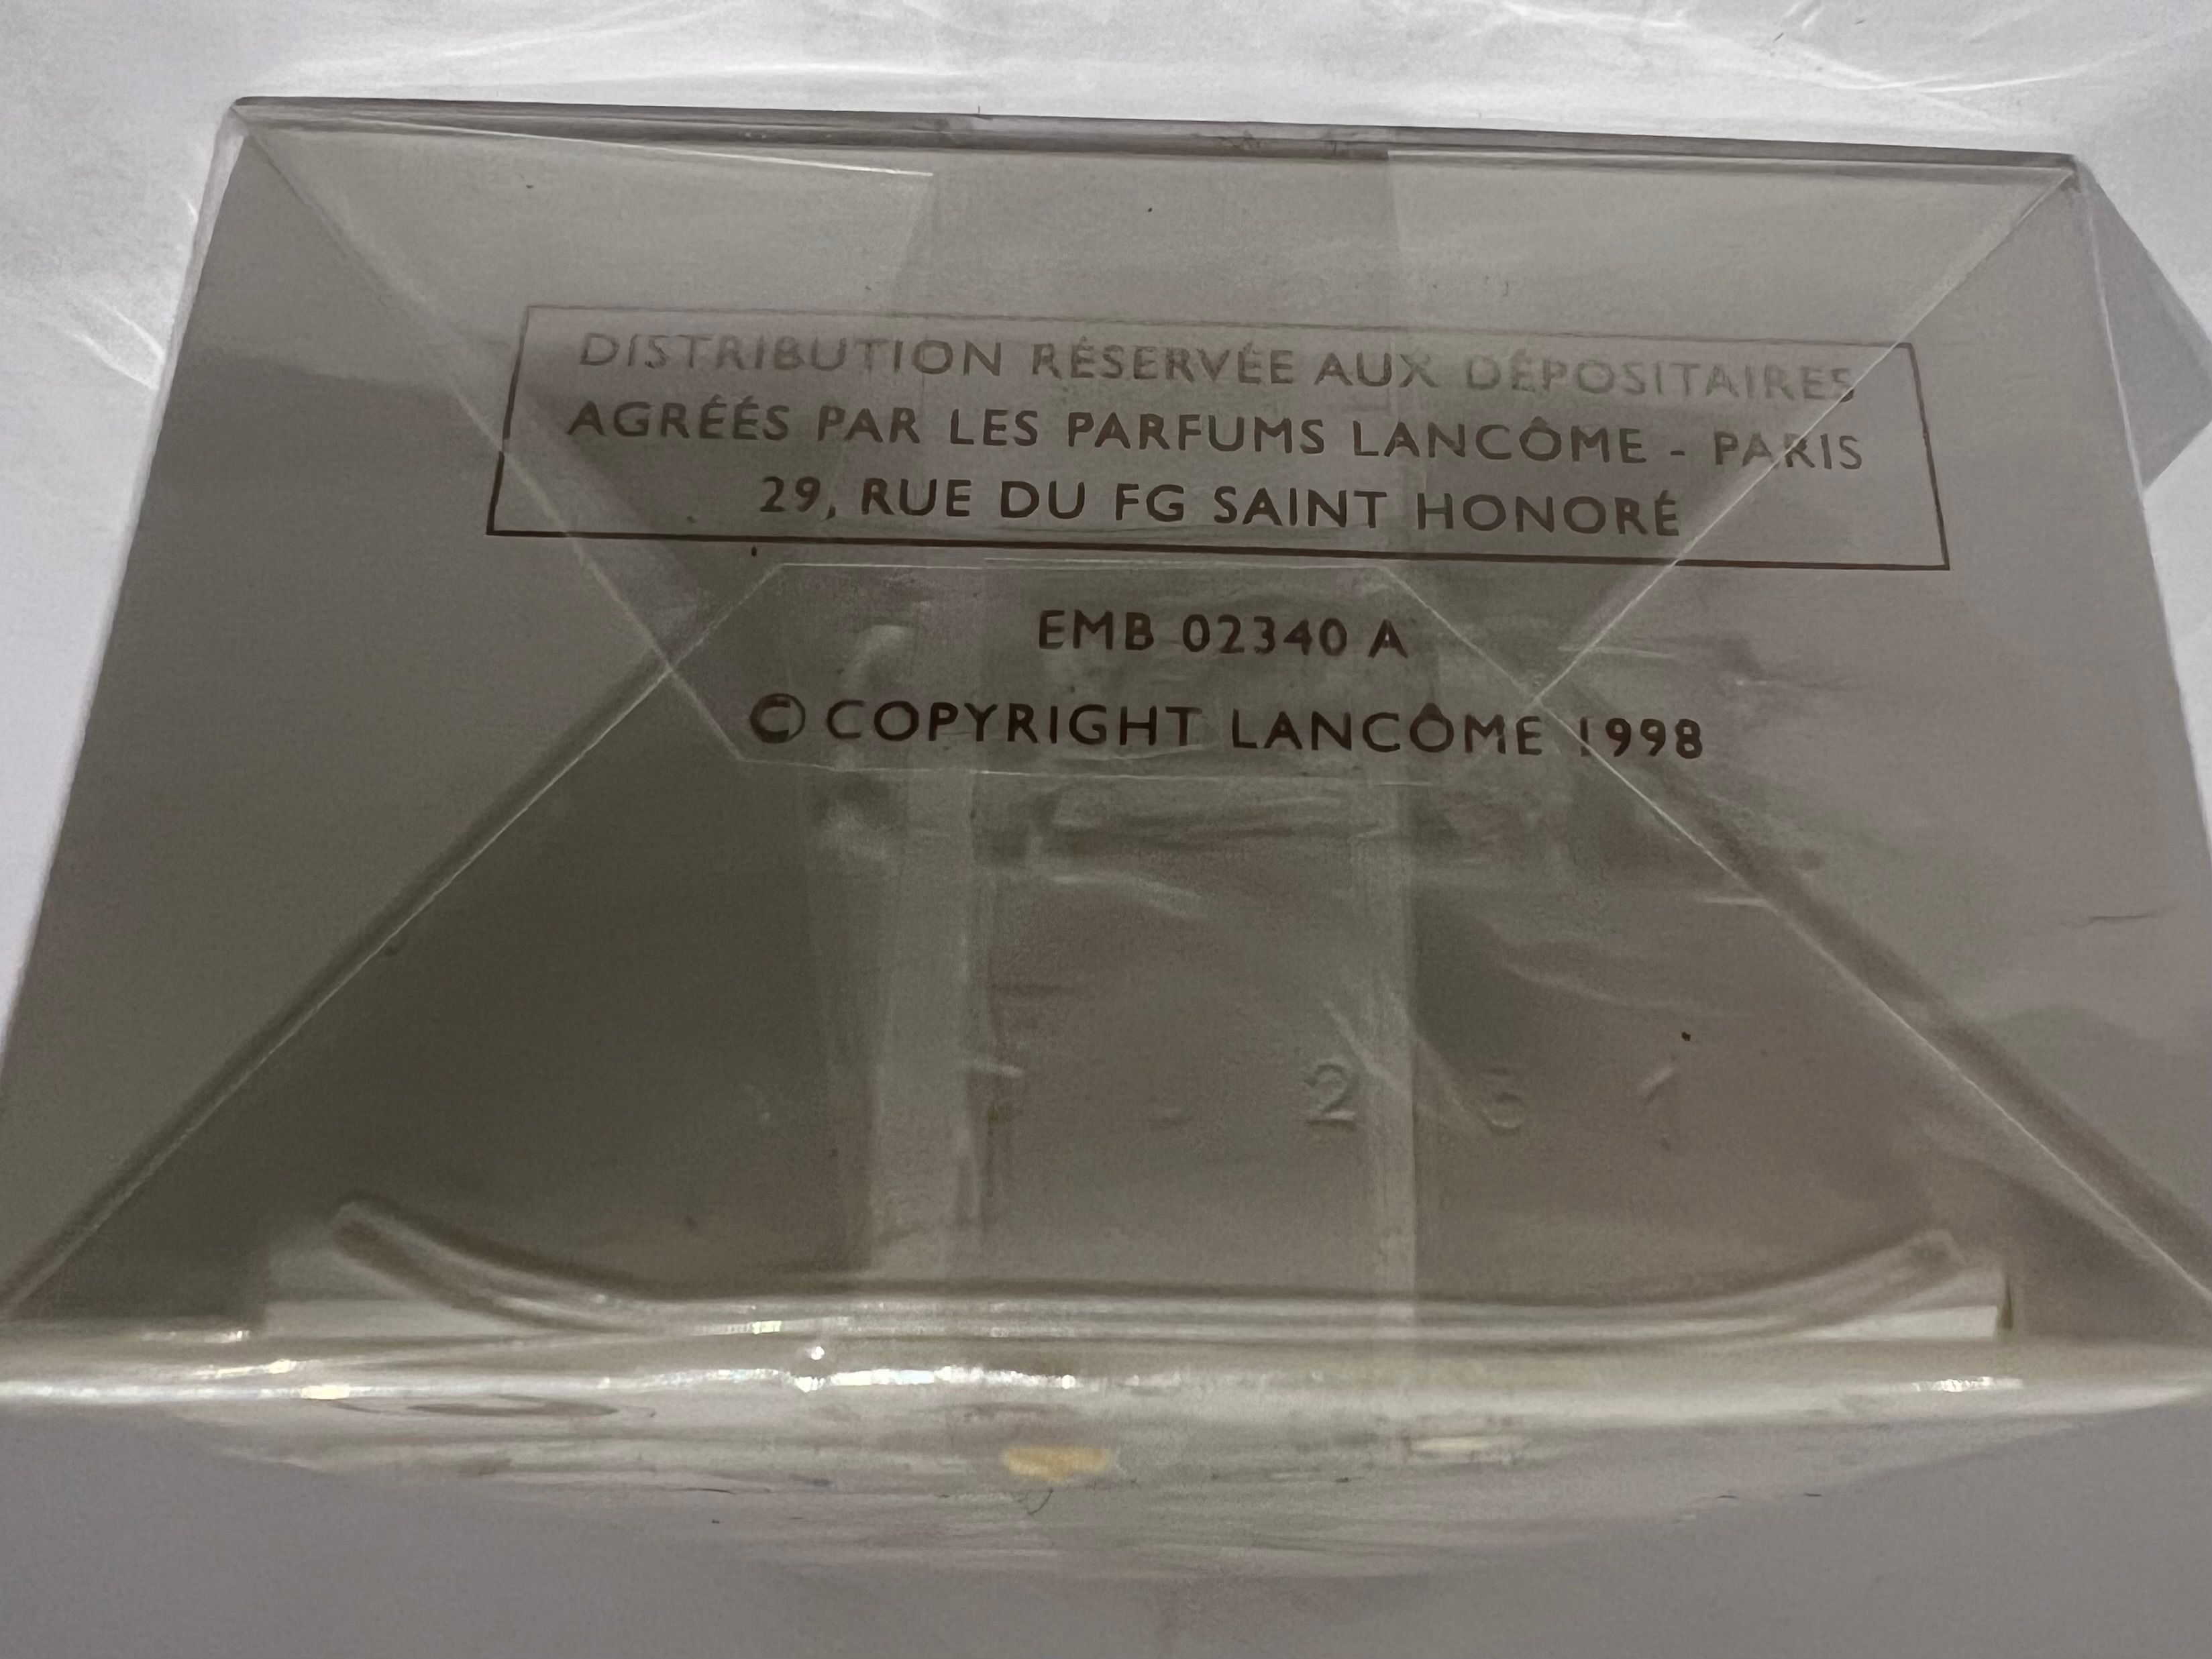 DISTRIBUTION RÉSERVÉE AUX DÉPOSITAIRES
AGRÉÉS PAR LES PARFUMS LANCÔME - PARIS
29, RUE DU FG SAINT HONORÉ
EMB 02340 A
© COPYRIGHT LANCÔME 1998